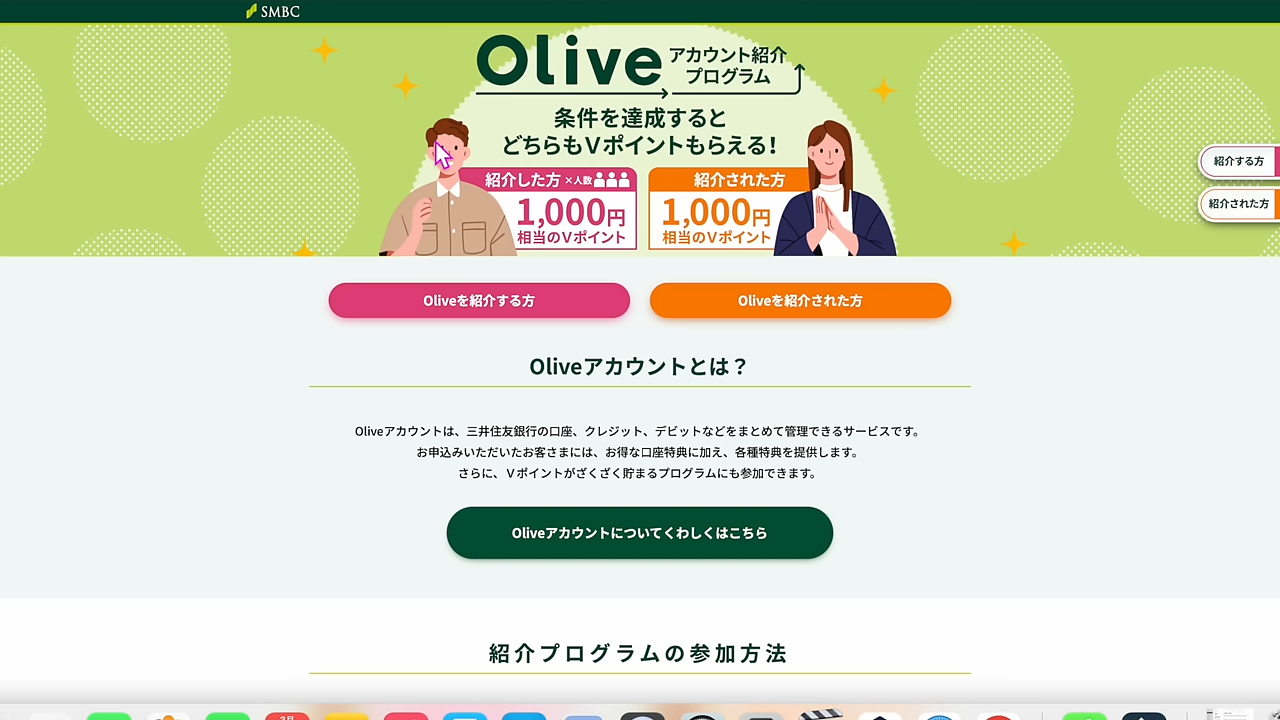 SMBC
Olive
アカウント紹介
プログラム
条件を達成すると
どちらもVポイントもらえる!
紹介した方 ×人数
1,000円
相当のVポイント
紹介された方
1,000円
相当のVポイント
紹介する方
紹介された方
Oliveを紹介する方
Oliveを紹介された方
Oliveアカウントとは?
Oliveアカウントは、三井住友銀行の口座、クレジット、デビットなどをまとめて管理できるサービスです。
お申込みいただいたお客さまには、お得な口座特典に加え、各種特典を提供します。
さらに、Vポイントがざくざく貯まるプログラムにも参加できます。
Oliveアカウントについてくわしくはこちら
紹介プログラムの参加方法
3月